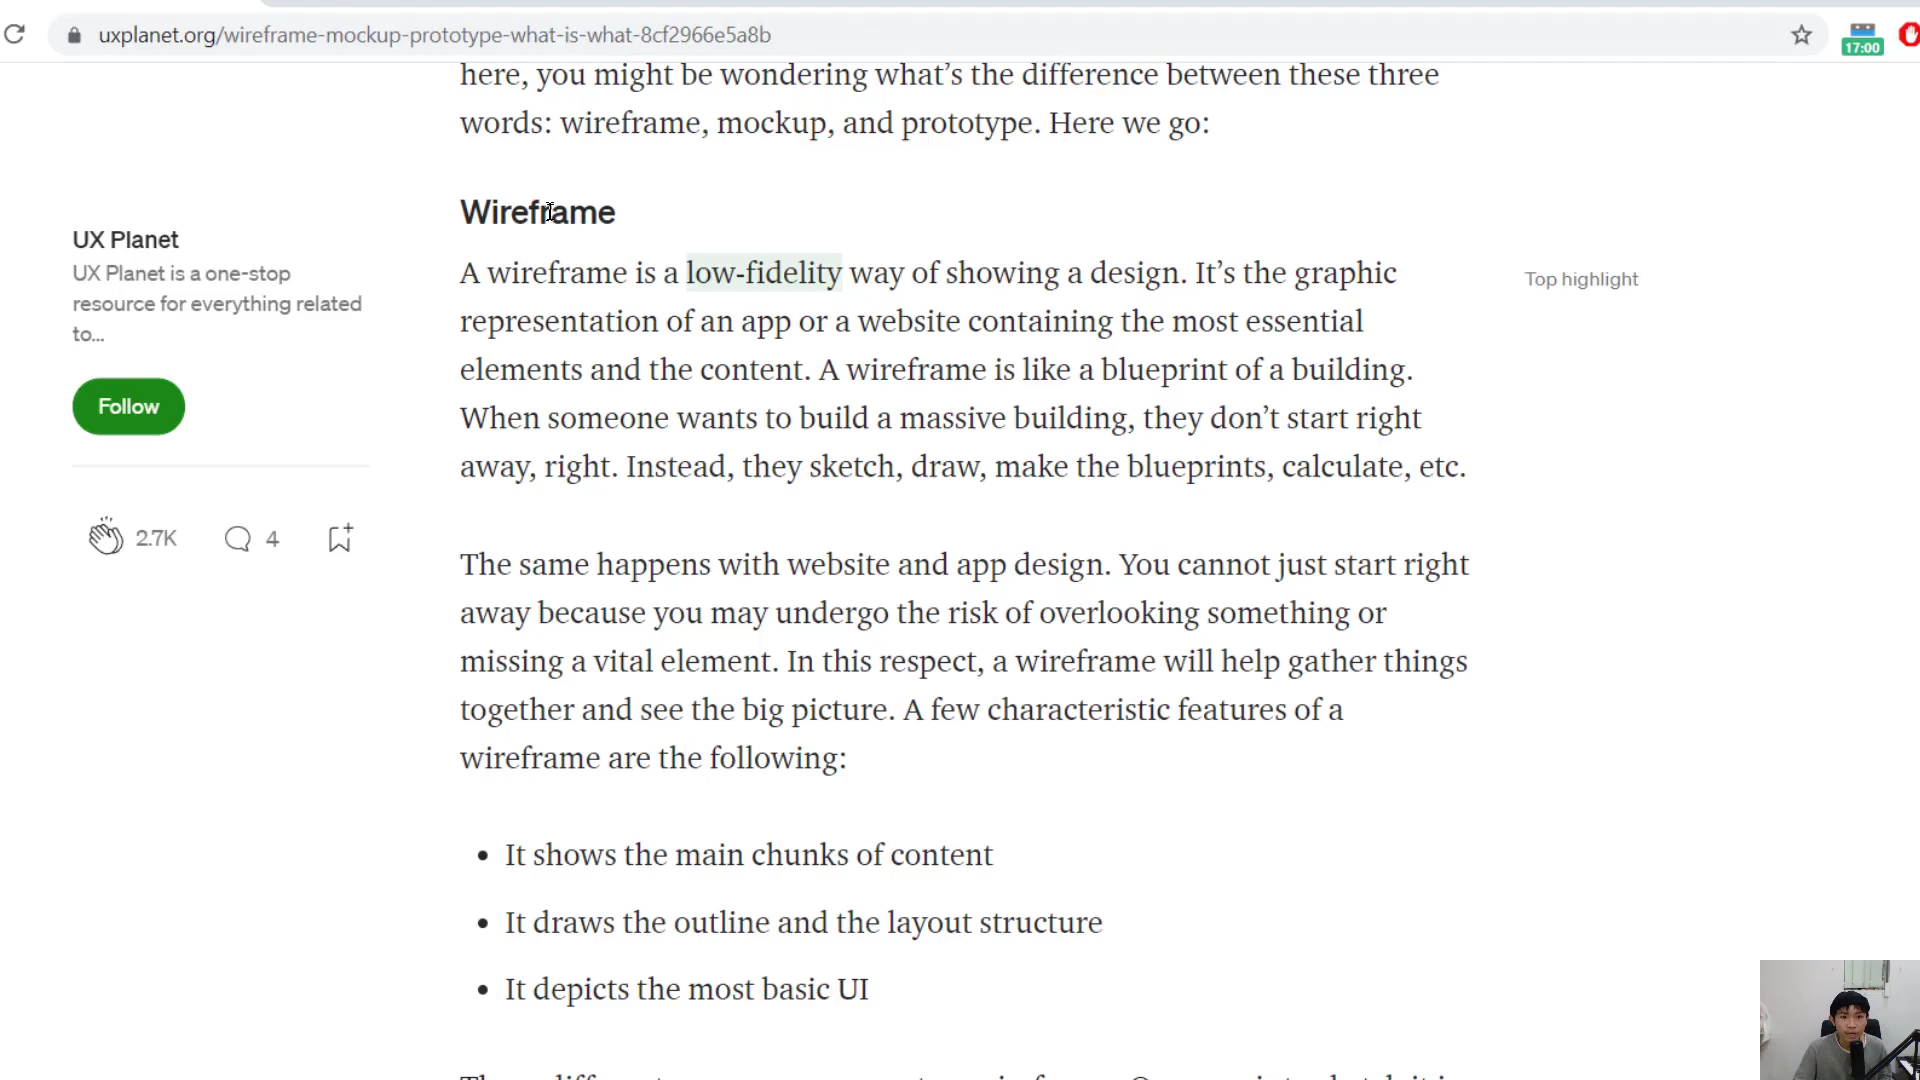 uxplanet.org/wireframe-mockup-prototype-what-is-what-8cf2966e5a8b
17:00
here, you might be wondering what’s the difference between these three
words: wireframe, mockup, and prototype. Here we go:
Wireframe
UX Planet
UX Planet is a one-stop
resource for everything related
to...
Follow
2.7K
4
A wireframe is a low-fidelity way of showing a design. It’s the graphic
representation of an app or a website containing the most essential
elements and the content. A wireframe is like a blueprint of a building.
When someone wants to build a massive building, they don’t start right
away, right. Instead, they sketch, draw, make the blueprints, calculate, etc.
Top highlight
The same happens with website and app design. You cannot just start right
away because you may undergo the risk of overlooking something or
missing a vital element. In this respect, a wireframe will help gather things
together and see the big picture. A few characteristic features of a
wireframe are the following:
• It shows the main chunks of content
• It draws the outline and the layout structure
• It depicts the most basic UI